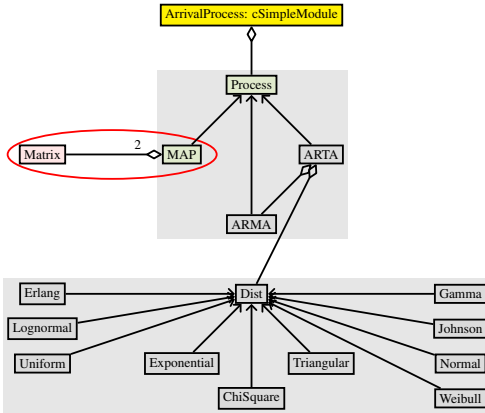 ArrivalProcess: cSimpleModule
Process
2
Matrix
MAP
ARTA
ARMA
Erlang
Dist
Gamma
Lognormal
Johnson
Uniform
Exponential
Triangular
Normal
ChiSquare
Weibull